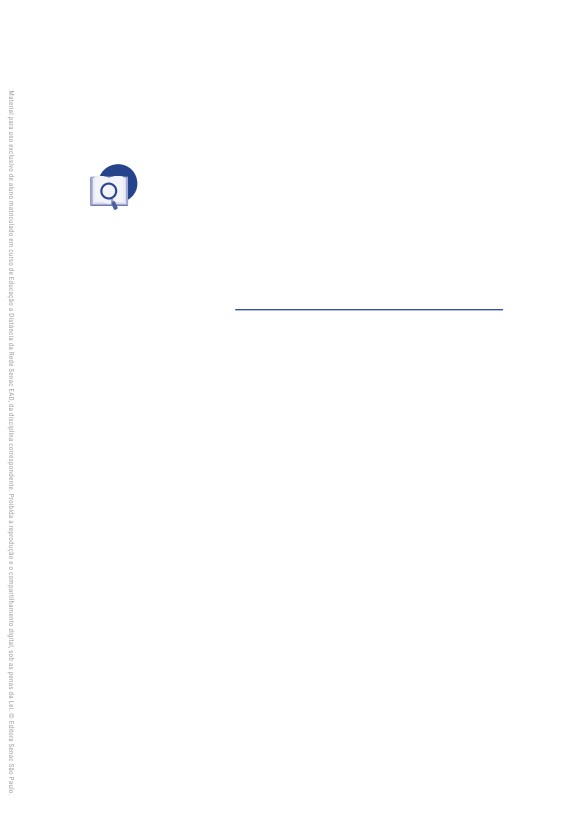 Material para uso exclusivo de aluno matriculado em curso de Educação a Distância da Rede Senac EAD, da disciplina correspondente. Proibida a reprodução e o compartilhamento digital, sob as penas da Lei. © Editora Senac São Paulo.